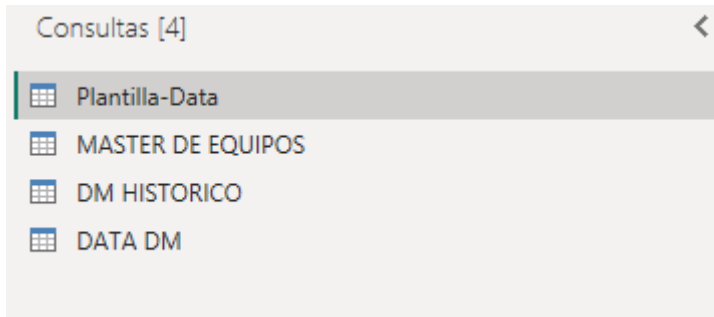 Consultas [4]
Plantilla-Data
MASTER DE EQUIPOS
DM HISTORICO
DATA DM